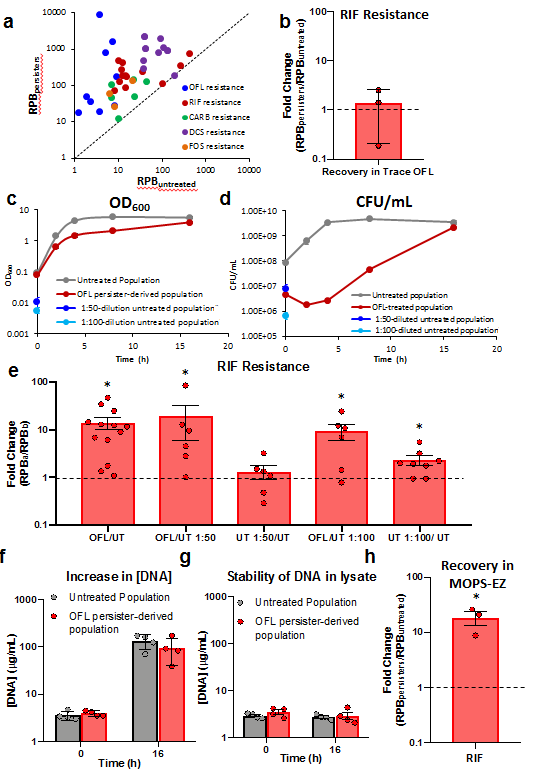 a
RPBpersisters
10000
1000
100
10
1
1
10
100
1000
10000
RPBuntreated
OFL resistance
RIF resistance
CARB resistance
DCS resistance
FOS resistance
b
RIF Resistance
Fold Change
(RPBpersisters/RPBuntreated)
10
1
0.1
Recovery in Trace OFL
c
OD600
OD600
10
1
0.1
0.01
0.001
0
5
10
15
20
Time (h)
Untreated Population
OFL persister-derived population
1:50-dilution untreated population
1:100-dilution untreated population
d
CFU/mL
CFU/mL
1.00E+10
1.00E+10
1.00E+09
1.00E+08
1.00E+07
1.00E+06
1.00E+05
0
5
10
15
20
Time (h)
Untreated population
OFL-treated population
1:50-diluted untreated population
1:100-diluted untreated population
e
RIF Resistance
Fold Change
(RPBa/RPBb)
100
10
1
0.1
*
*
*
*
OFL/UT
OFL/UT 1:50
UT 1:50/UT
OFL/UT 1:100
UT 1:100/ UT
f
Increase in [DNA]
[DNA] (µg/mL)
1000
100
10
1
Untreated Population
OFL persister-derived
population
0
16
Time (h)
g
Stability of DNA in lysate
[DNA] (µg/mL)
1000
100
10
1
Untreated Population
OFL persister-derived
population
0
16
Time (h)
h
Recovery in
MOPS-EZ
Fold Change
(RPBpersisters/RPBuntreated)
100
10
1
0.1
*
RIF